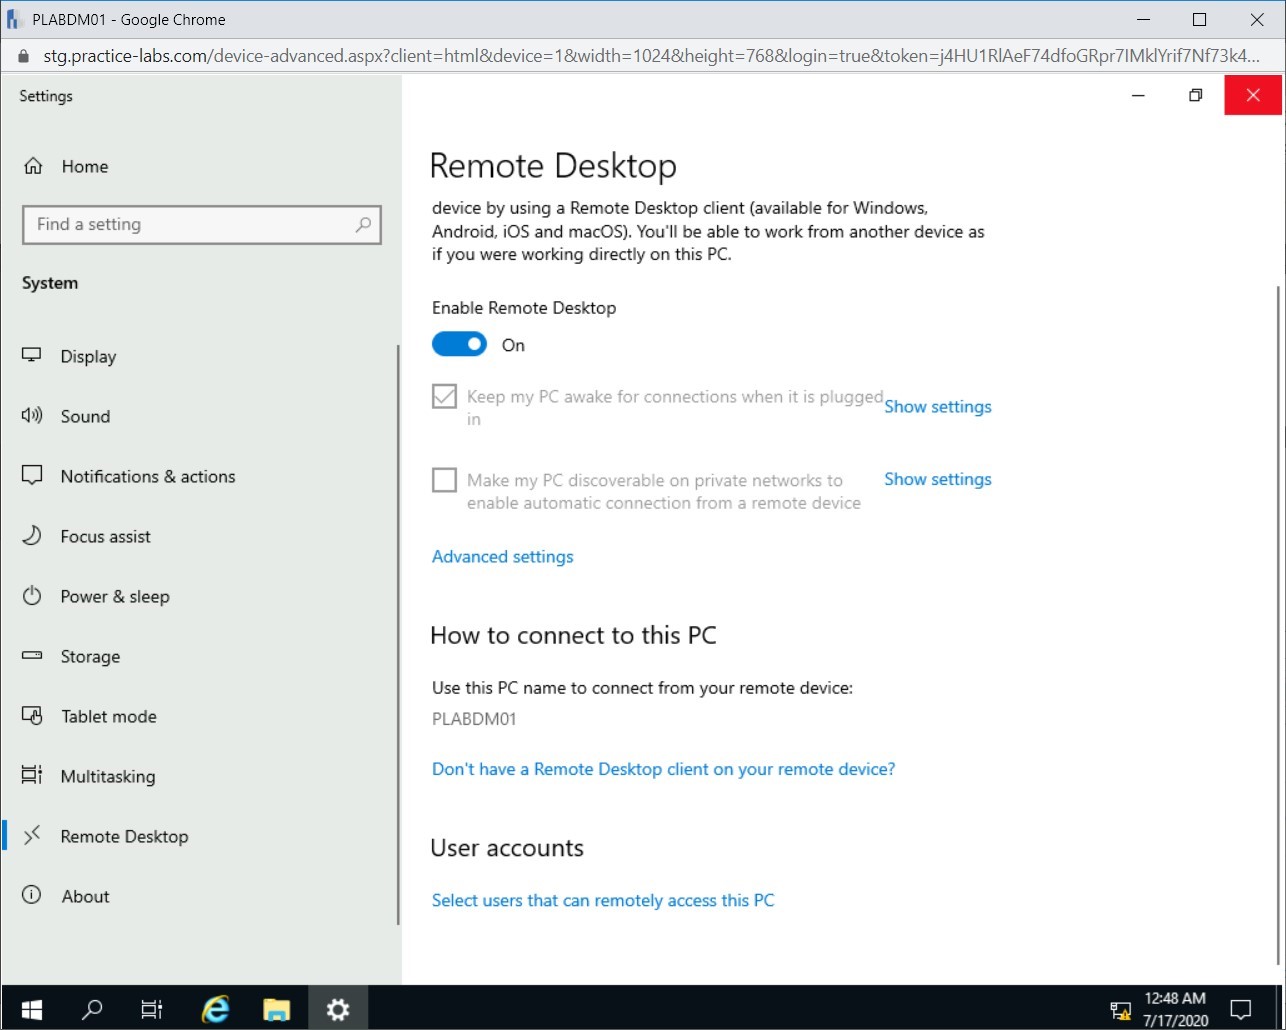 PLABDM01 - Google Chrome
stg.practice-labs.com/device-advanced.aspx?client=html&device=1&width=1024&height=768&login=true&token=j4HU1RlAeF74dfoGRpr7IMklYrif7Nf73k4...
Settings
Home
Find a setting
System
Display
Sound
Notifications & actions
Focus assist
Power & sleep
Storage
Tablet mode
Multitasking
Remote Desktop
About
Remote Desktop
device by using a Remote Desktop client (available for Windows,
Android, iOS and macOS). You'll be able to work from another device as
if you were working directly on this PC.
Enable Remote Desktop
On
Keep my PC awake for connections when it is plugged
in
Show settings
Make my PC discoverable on private networks to
enable automatic connection from a remote device
Show settings
Advanced settings
How to connect to this PC
Use this PC name to connect from your remote device:
PLABDM01
Don't have a Remote Desktop client on your remote device?
User accounts
Select users that can remotely access this PC
12:48 AM
7/17/2020